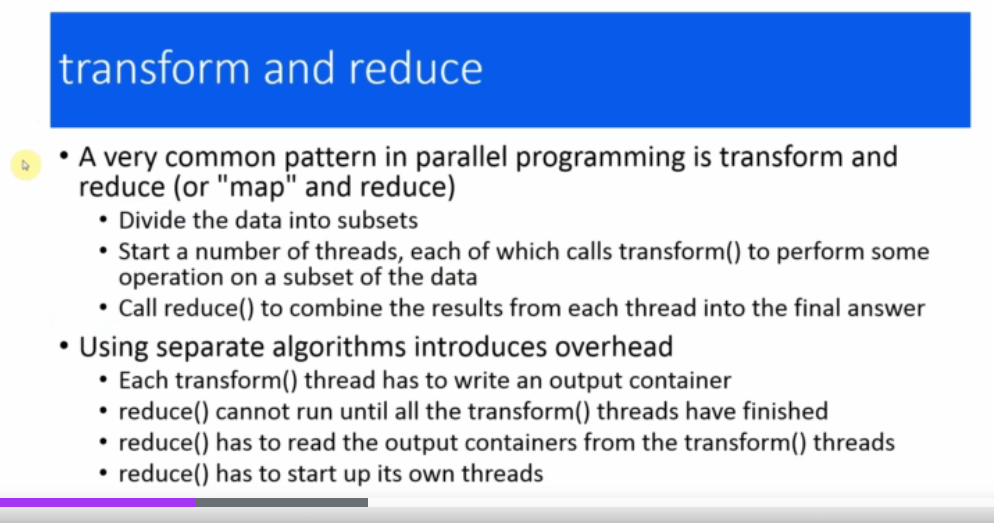 transform and reduce
• A very common pattern in parallel programming is transform and
reduce (or "map" and reduce)
• Divide the data into subsets
• Start a number of threads, each of which calls transform() to perform some
operation on a subset of the data
• Call reduce() to combine the results from each thread into the final answer
• Using separate algorithms introduces overhead
• Each transform() thread has to write an output container
• reduce() cannot run until all the transform() threads have finished
• reduce() has to read the output containers from the transform() threads
• reduce() has to start up its own threads